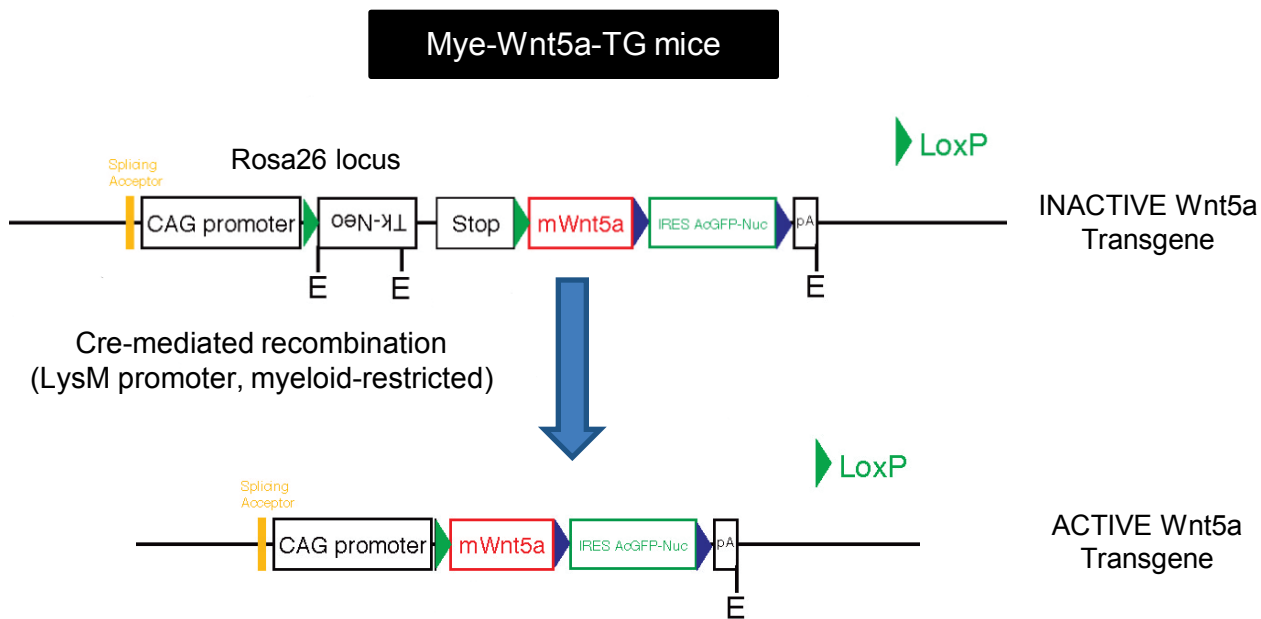 Mye-Wnt5a-TG mice
LoxP
Rosa26 locus
Splicing
Acceptor
CAG promoter
Tk-Neo
Stop
mWnt5a
IRES AcGFP-Nuc
pA
INACTIVE Wnt5a
Transgene
E
E
E
Cre-mediated recombination
(LysM promoter, myeloid-restricted)
LoxP
Splicing
Acceptor
CAG promoter
mWnt5a
IRES AcGFP-Nuc
pA
ACTIVE Wnt5a
Transgene
E